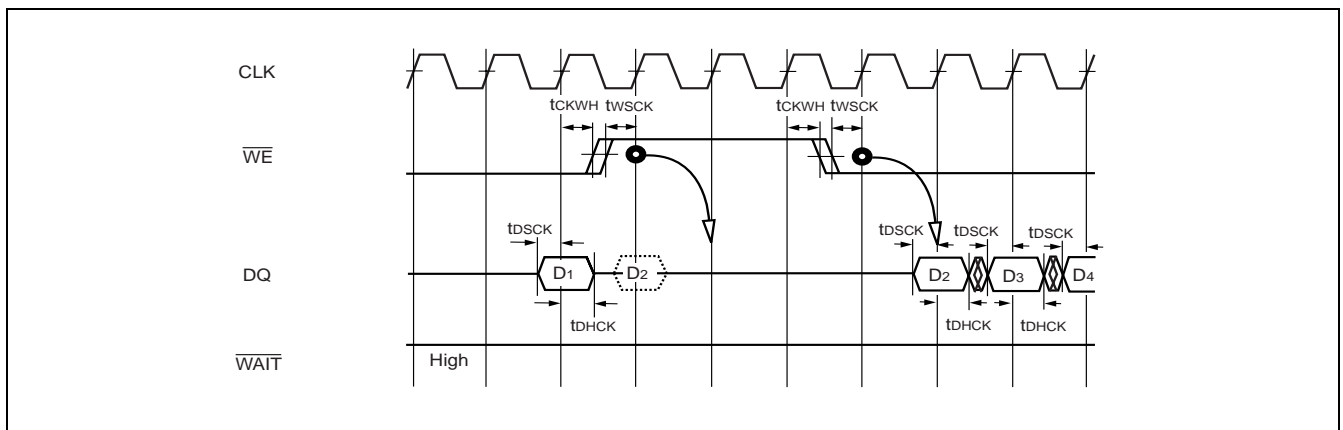 CLK
tCKWH tWSCK tCKWH tWSCK
WE
tDSCK tDSCK tDSCK tDSCK
DQ D1 D2 D2 D3 D4
tDHCK tDHCK tDHCK
WAIT High